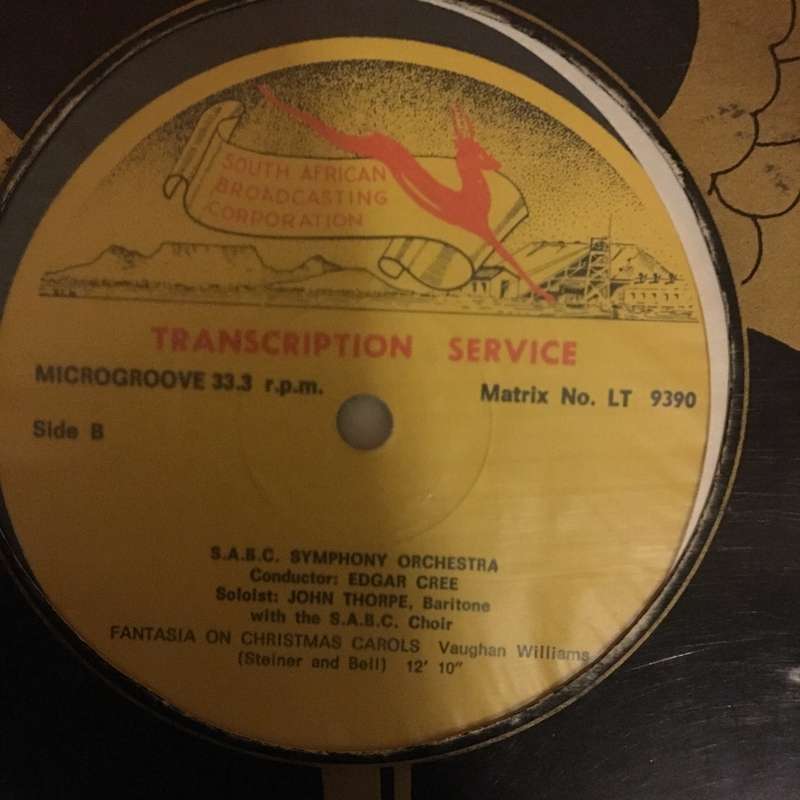 SOUTH AFRICAN
BROADCASTING
CORPORATION
TRANSCRIPTION SERVICE
MICROGROOVE 33.3 r.p.m.
Matrix No. LT 9390
Side B
S.A.B.C. SYMPHONY ORCHESTRA
Conductor: EDGAR CREE
Soloist: JOHN THORPE, Baritone
with the S.A.B.C. Choir
FANTASIA ON CHRISTMAS CAROLS Vaughan Williams
(Steiner and Bell) 12' 10"